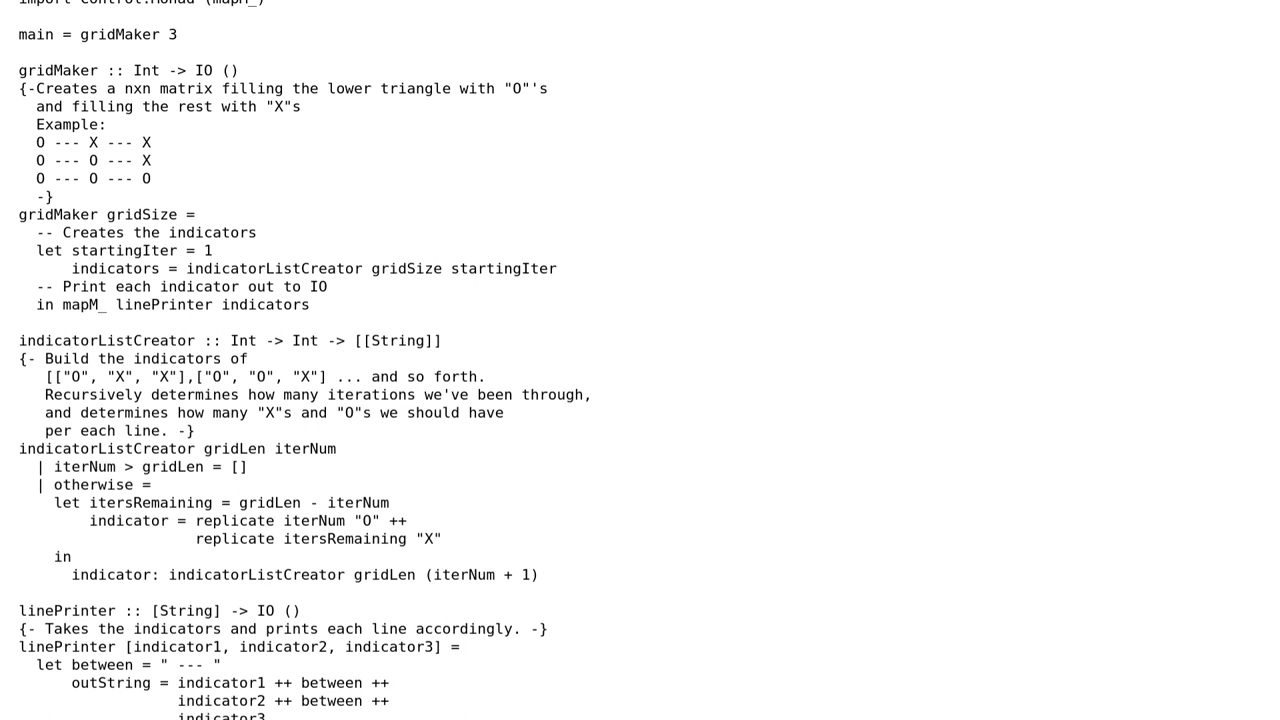 import Control.Monad (mapM_)
main = gridMaker 3
gridMaker :: Int -> IO ()
{-Creates a nxn matrix filling the lower triangle with "O"'s
  and filling the rest with "X"s
  Example:
  O --- X --- X
  O --- O --- X
  O --- O --- O
  -}
gridMaker gridSize =
  -- Creates the indicators
  let startingIter = 1
      indicators = indicatorListCreator gridSize startingIter
  -- Print each indicator out to IO
  in mapM_ linePrinter indicators
indicatorListCreator :: Int -> Int -> [[String]]
{- Build the indicators of
   [["O", "X", "X"],["O", "O", "X"] ... and so forth.
   Recursively determines how many iterations we've been through,
   and determines how many "X"s and "O"s we should have
   per each line. -}
indicatorListCreator gridLen iterNum
  | iterNum > gridLen = []
  | otherwise =
    let itersRemaining = gridLen - iterNum
        indicator = replicate iterNum "O" ++
                    replicate itersRemaining "X"
    in
      indicator: indicatorListCreator gridLen (iterNum + 1)
linePrinter :: [String] -> IO ()
{- Takes the indicators and prints each line accordingly. -}
linePrinter [indicator1, indicator2, indicator3] =
  let between = " --- "
      outString = indicator1 ++ between ++
                  indicator2 ++ between ++
                  indicator3